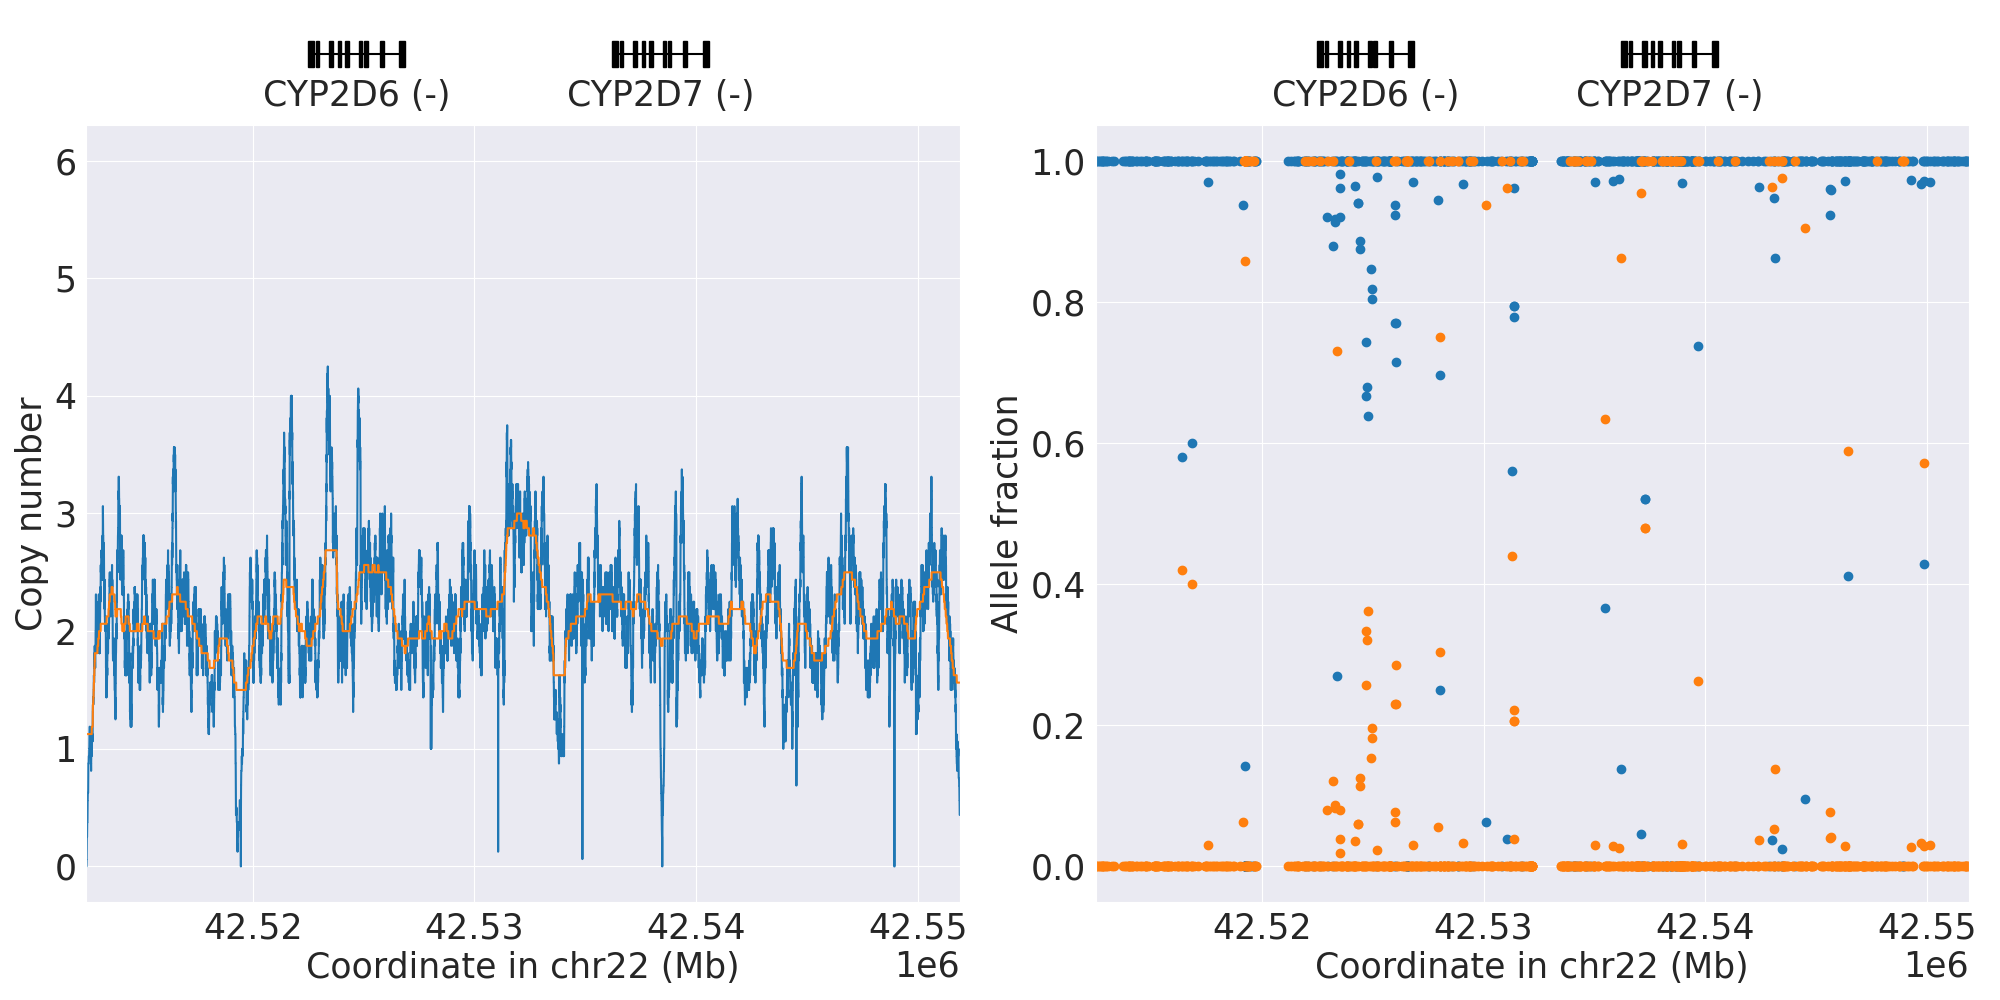 CYP2D6 (-)
CYP2D7 (-)
6
5
4
3
2
1
0
Copy number
42.52
42.53
42.54
42.55
Coordinate in chr22 (Mb)
1e6
CYP2D6 (-)
CYP2D7 (-)
1.0
0.8
0.6
0.4
0.2
0.0
Allele fraction
42.52
42.53
42.54
42.55
Coordinate in chr22 (Mb)
1e6